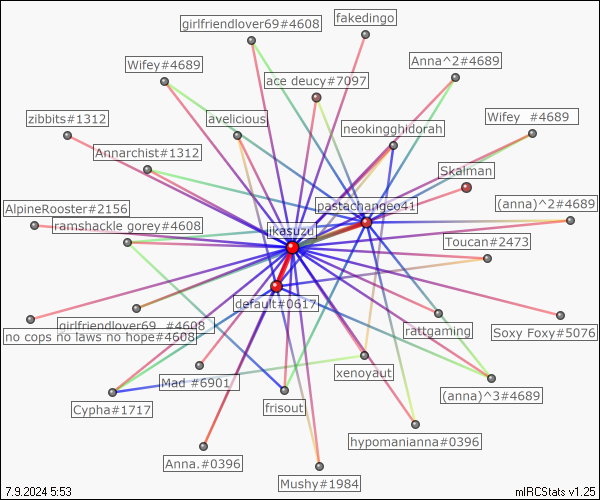 girlfriendlover69#4608
fakedingo
Wifey#4689
Anna^2#4689
ace deucy#7097
zibbits#1312
avelicious
neokingghidorah
Wifey_#4689
Annarchist#1312
Skalman
AlpineRooster#2156
pastachangeo41
(anna)^2#4689
ramshackle gorey#4608
ikasuzu
Toucan#2473
default#0617
girlfriendlover69_#4608
no cops no laws no hope#4608
rattgaming
Soxy Foxy#5076
Mad_#6901
xenoyaut
Cypha#1717
frisout
(anna)^3#4689
hypomanianna#0396
Anna.#0396
Mushy#1984
7.9.2024 5:53
mIRCStats v1.25